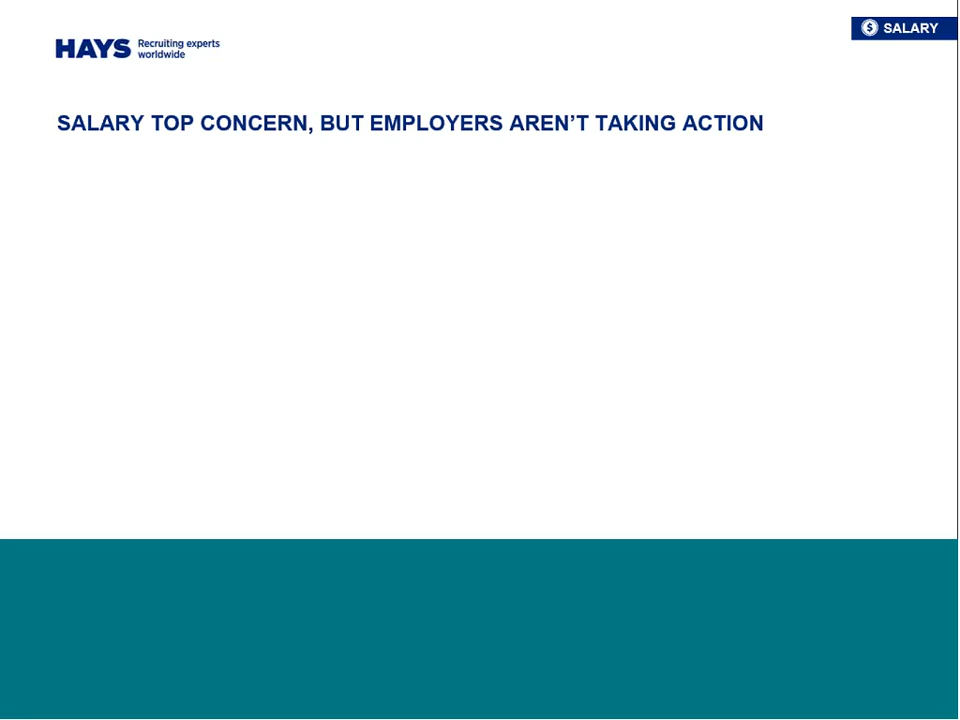 SALARY
HAYS Recruiting experts
worldwide
SALARY TOP CONCERN, BUT EMPLOYERS AREN’T TAKING ACTION